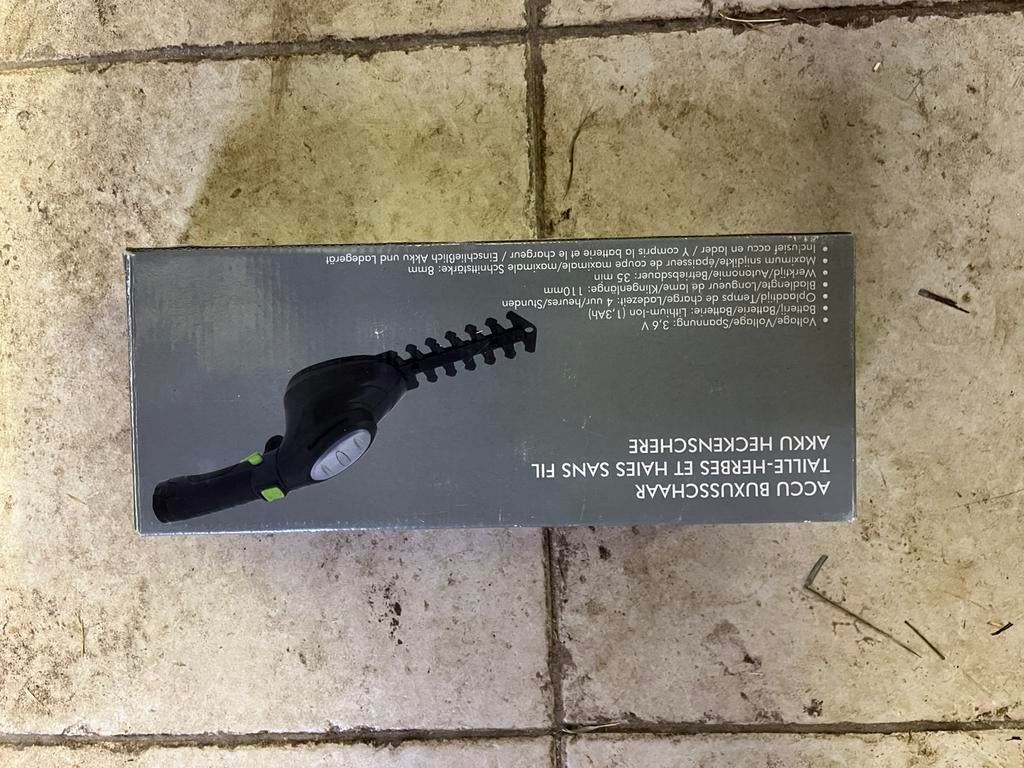 ACCU BUXUSSCHAAR
TAILLE-HERBES ET HAIES SANS FIL
AKKU HECKENSCHERE
• Voltage/Voltage/Spannung: 3,6 V
• Batterij/Batterie/Batterie: Lithium-Ion (1,3Ah)
• Oplaadtijd/Temps de charge/Ladezeit: 4 uur/heures/Stunden
• Bladlengte/Longueur de lame/Klingenlänge: 110mm
• Werktijd/Autonomie/Betriebsdauer: 35 min
• Maximum snijdikte/épaisseur de coupe maximale/maximale Schnittstärke: 8mm
• Inclusief accu en lader / Y compris la batterie et le chargeur / Einschließlich Akku und Ladegerät